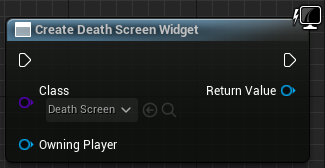 Create Death Screen Widget
Class
Return Value
Death Screen
Owning Player